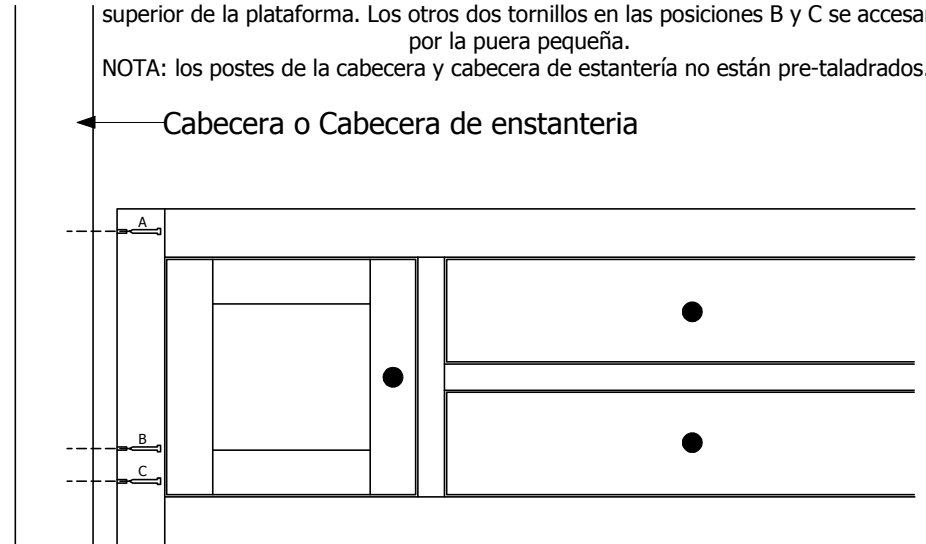 superior de la plataforma. Los otros dos tornillos en las posiciones B y C se accesar
por la puera pequeña.
NOTA: los postes de la cabecera y cabecera de estantería no están pre-taladrados.
Cabecera o Cabecera de enstanteria
A
B
C